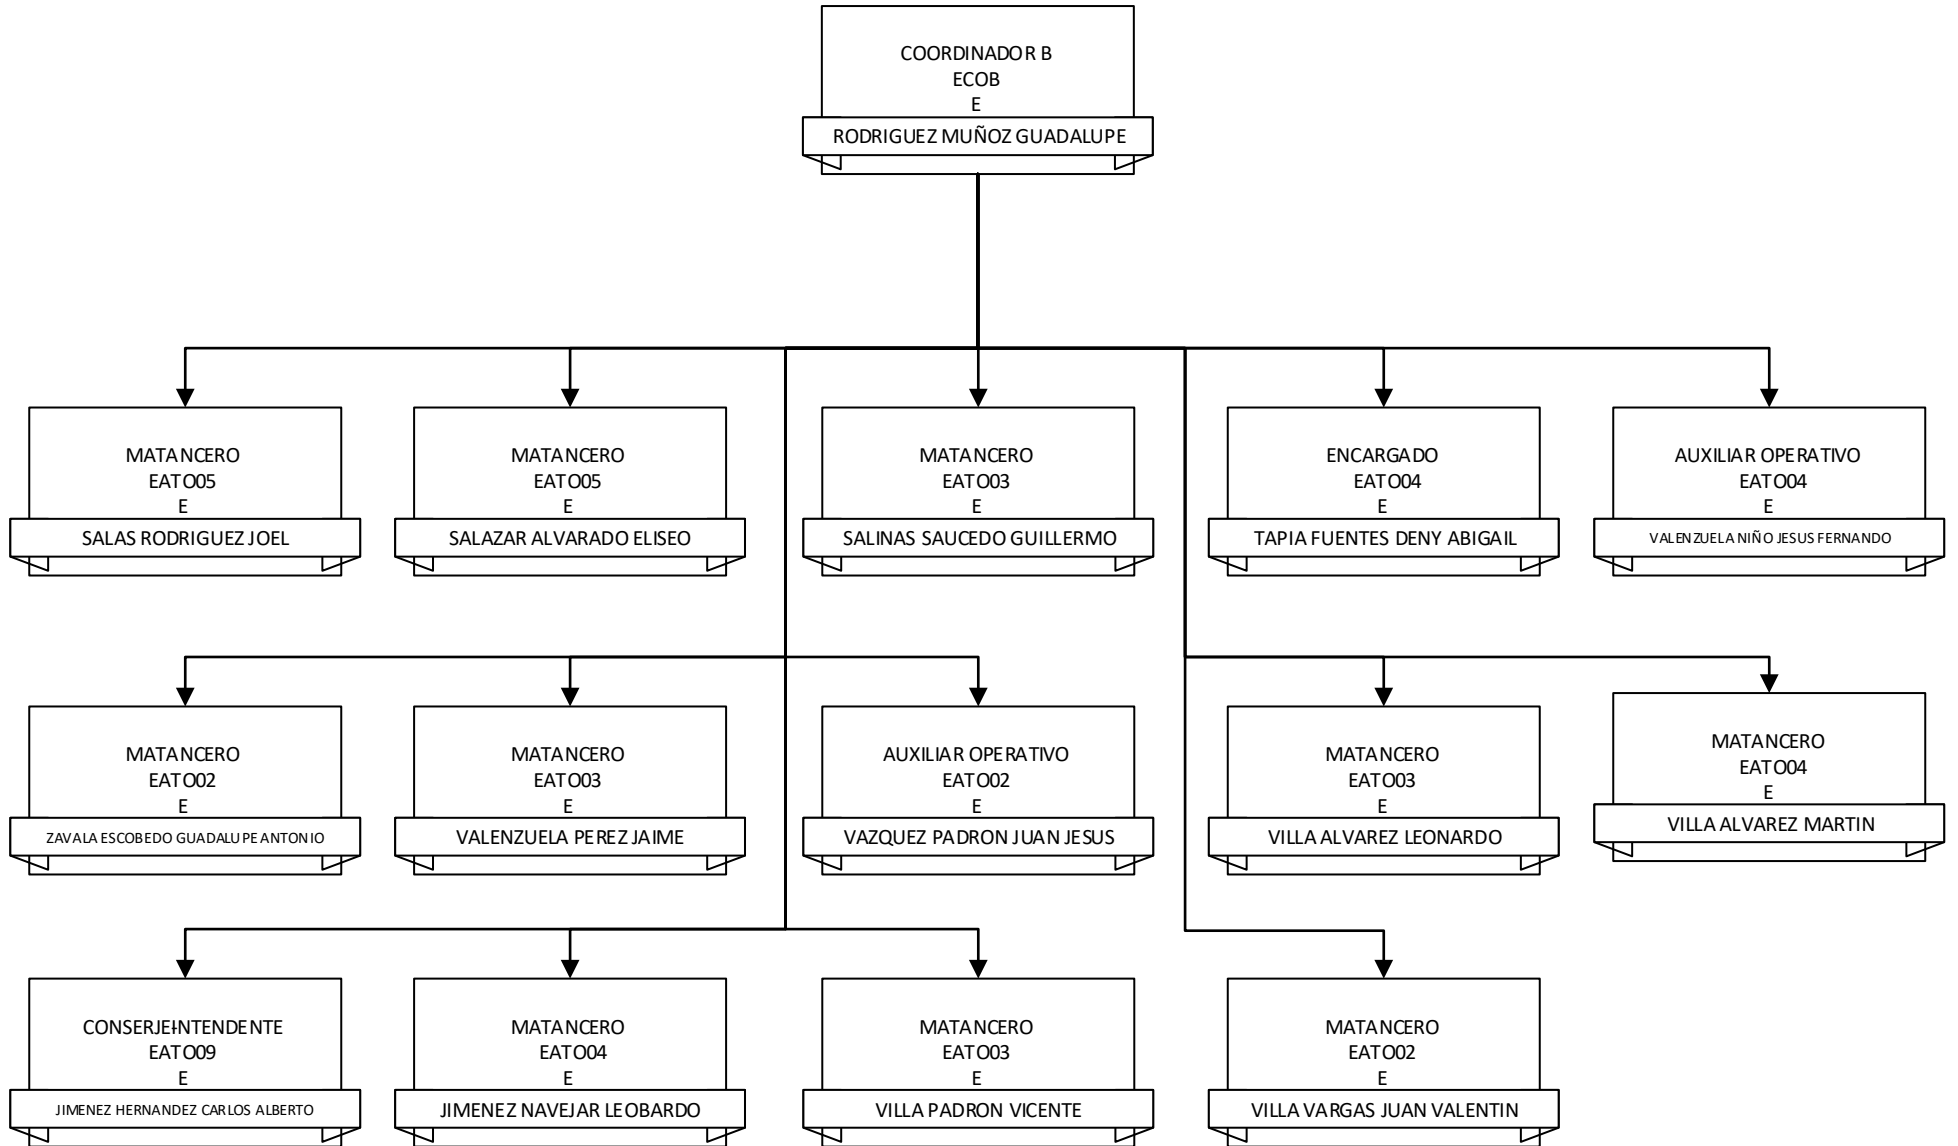 COORDINADOR B
ECOB
E
RODRIGUEZ MUÑOZ GUADALUPE
MATANCERO
EATO05
E
SALAS RODRIGUEZ JOEL
MATANCERO
EATO05
E
SALAZAR ALVARADO ELISEO
MATANCERO
EATO03
E
SALINAS SAUCEDO GUILLERMO
ENCARGADO
EATO04
E
TAPIA FUENTES DENY ABIGAIL
AUXILIAR OPERATIVO
EATO04
E
VALENZUELA NIÑO JESUS FERNANDO
MATANCERO
EATO02
E
ZAVALA ESCOBEDO GUADALUPE ANTONIO
MATANCERO
EATO03
E
VALENZUELA PEREZ JAIME
AUXILIAR OPERATIVO
EATO02
E
VAZQUEZ PADRON JUAN JESUS
MATANCERO
EATO03
E
VILLA ALVAREZ LEONARDO
MATANCERO
EATO04
E
VILLA ALVAREZ MARTIN
CONSERJE-INTENDENTE
EATO09
E
JIMENEZ HERNANDEZ CARLOS ALBERTO
MATANCERO
EATO04
E
JIMENEZ NAVEJAR LEOBARDO
MATANCERO
EATO03
E
VILLA PADRON VICENTE
MATANCERO
EATO02
E
VILLA VARGAS JUAN VALENTIN